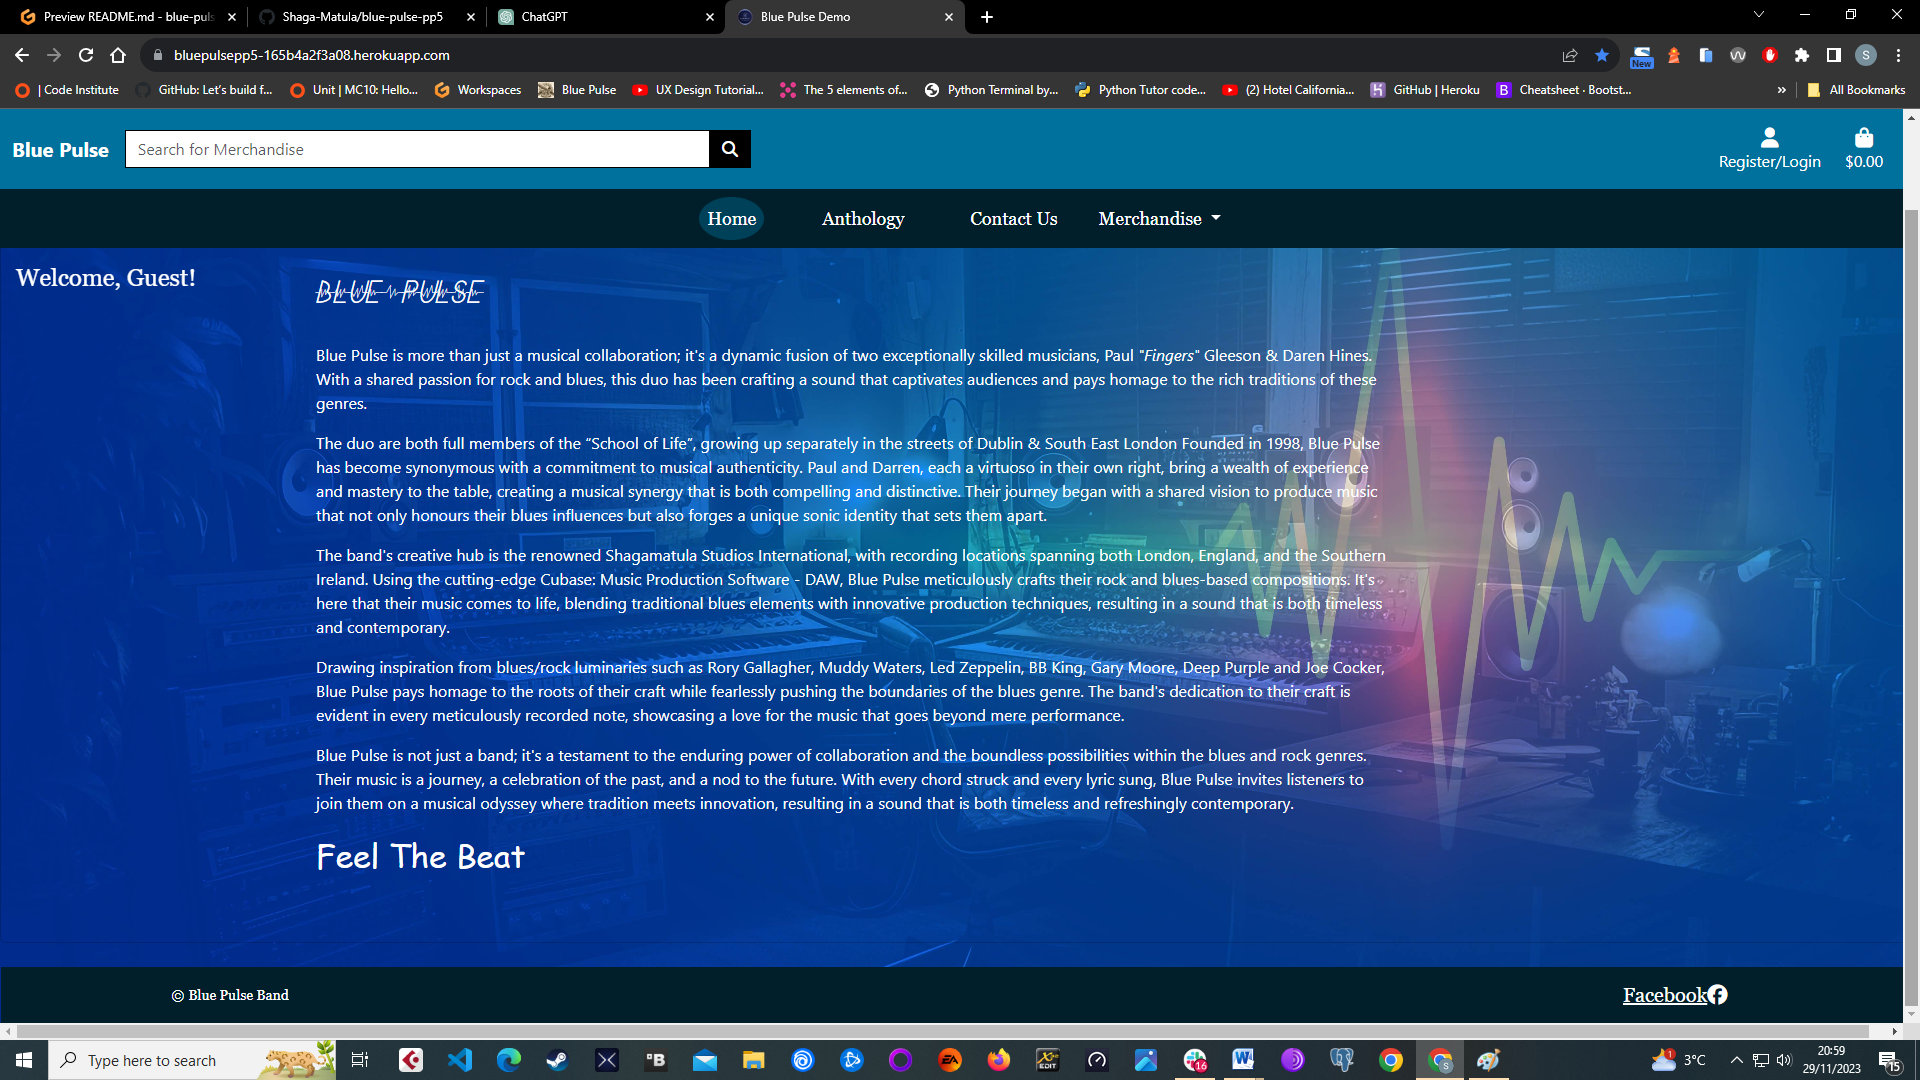 Preview README.md - blue-puls
Shaga-Matula/blue-pulse-pp5
ChatGPT
Blue Pulse Demo
bluepulsepp5-165b4a2f3a08.herokuapp.com
New
S
| Code Institute
GitHub: Let's build f...
Unit | MC10: Hello...
Workspaces
Blue Pulse
UX Design Tutorial...
The 5 elements of...
Python Terminal by...
Python Tutor code...
(2) Hotel California...
GitHub | Heroku
Cheatsheet · Bootst...
»
All Bookmarks
Blue Pulse
Search for Merchandise
Register/Login
$0.00
Home
Anthology
Contact Us
Merchandise
Welcome, Guest!
BLUE PULSE
Blue Pulse is more than just a musical collaboration; it's a dynamic fusion of two exceptionally skilled musicians, Paul "Fingers" Gleeson & Daren Hines.
With a shared passion for rock and blues, this duo has been crafting a sound that captivates audiences and pays homage to the rich traditions of these
genres.
The duo are both full members of the “School of Life”, growing up separately in the streets of Dublin & South East London Founded in 1998, Blue Pulse
has become synonymous with a commitment to musical authenticity. Paul and Darren, each a virtuoso in their own right, bring a wealth of experience
and mastery to the table, creating a musical synergy that is both compelling and distinctive. Their journey began with a shared vision to produce music
that not only honours their blues influences but also forges a unique sonic identity that sets them apart.
The band's creative hub is the renowned Shagamatula Studios International, with recording locations spanning both London, England, and the Southern
Ireland. Using the cutting-edge Cubase: Music Production Software - DAW, Blue Pulse meticulously crafts their rock and blues-based compositions. It's
here that their music comes to life, blending traditional blues elements with innovative production techniques, resulting in a sound that is both timeless
and contemporary.
Drawing inspiration from blues/rock luminaries such as Rory Gallagher, Muddy Waters, Led Zeppelin, BB King, Gary Moore, Deep Purple and Joe Cocker,
Blue Pulse pays homage to the roots of their craft while fearlessly pushing the boundaries of the blues genre. The band's dedication to their craft is
evident in every meticulously recorded note, showcasing a love for the music that goes beyond mere performance.
Blue Pulse is not just a band; it's a testament to the enduring power of collaboration and the boundless possibilities within the blues and rock genres.
Their music is a journey, a celebration of the past, and a nod to the future. With every chord struck and every lyric sung, Blue Pulse invites listeners to
join them on a musical odyssey where tradition meets innovation, resulting in a sound that is both timeless and refreshingly contemporary.
Feel The Beat
© Blue Pulse Band
Facebook
Type here to search
EA
EDIT
16
1
3°C
20:59
29/11/2023
15